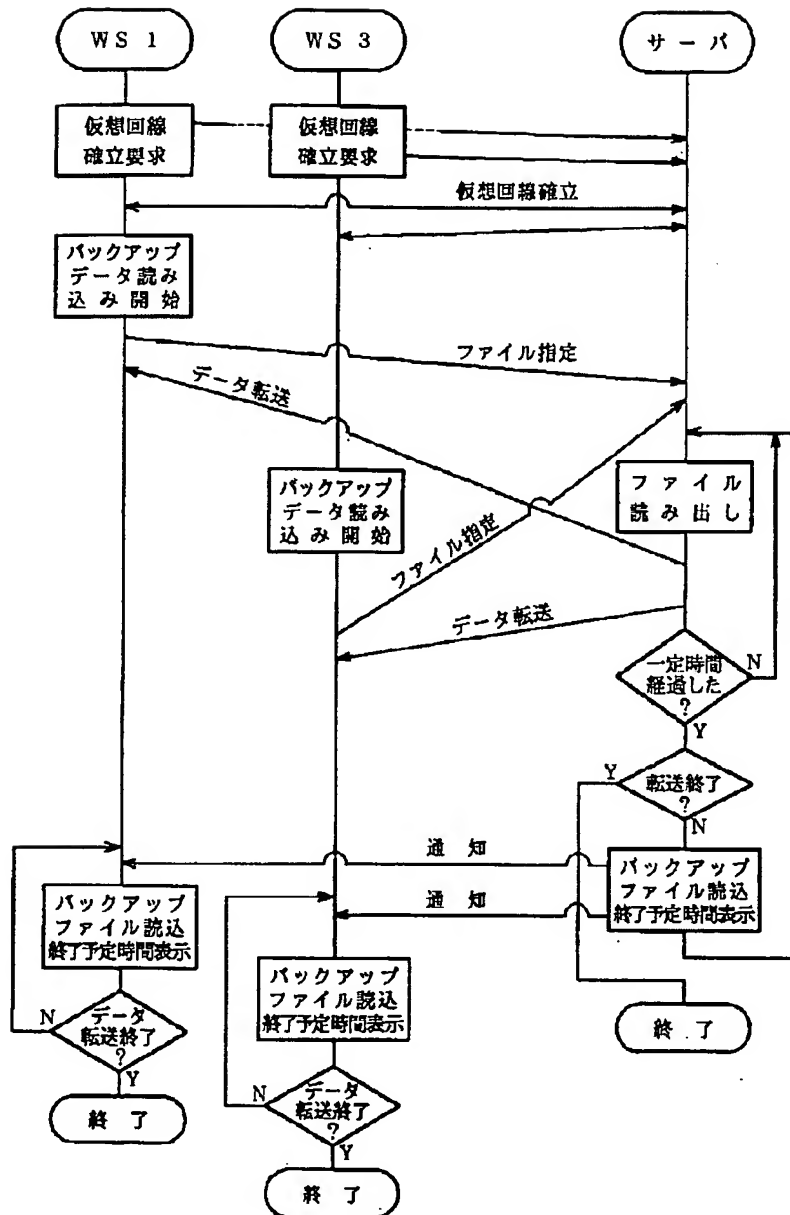 WS 1
WS 3
サーバ
仮想回線
確立要求
仮想回線
確立要求
仮想回線確立
バックアップ
データ読み
込み開始
ファイル指定
データ転送
バックアップ
データ読み
込み開始
ファイル
読み出し
ファイル指定
データ転送
一定時間
経過した
?
N
Y
転送終了
?
Y
N
通知
バックアップ
ファイル読込
終了予定時間表示
通知
バックアップ
ファイル読込
終了予定時間表示
バックアップ
ファイル読込
終了予定時間表示
データ
転送終了
?
N
Y
終了
終了
データ
転送終了
?
N
Y
終了